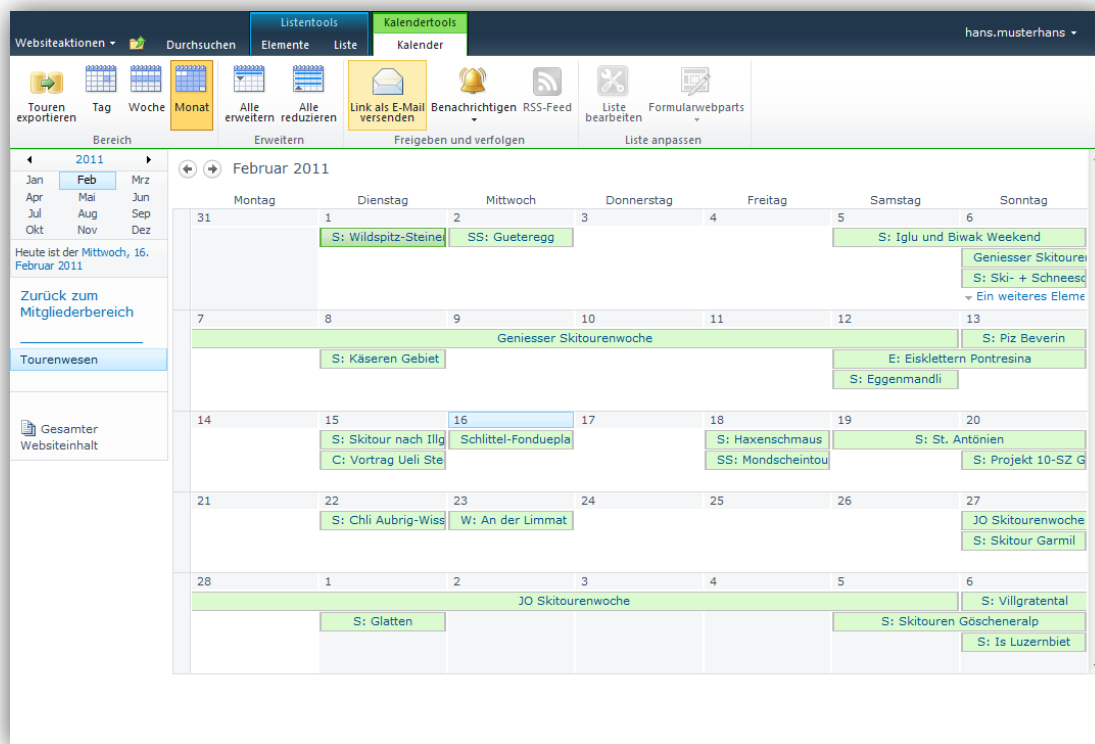 Listentools Kalendertools
Websiteaktionen Durchsuchen Elemente Liste Kalender hans.musterhans
Touren exportieren Tag Woche Monat Alle erweitern Alle reduzieren Link als E-Mail versenden Benachrichtigen RSS-Feed Liste bearbeiten Formularwebparts
Bereich Erweitern Freigeben und verfolgen Liste anpassen
2011
Jan Feb Mrz
Apr Mai Jun
Jul Aug Sep
Okt Nov Dez
Heute ist der Mittwoch, 16.
Februar 2011
Zurück zum
Mitgliederbereich
Tourenwesen
Gesamter
Websiteinhalt
Februar 2011
Montag Dienstag Mittwoch Donnerstag Freitag Samstag Sonntag
31 1 2 3 4 5 6
S: Wildspitz-Steiner SS: Gueteregg S: Iglu und Biwak Weekend
Geniesser Skitouren
S: Ski- + Schneesc
Ein weiteres Eleme
7 8 9 10 11 12 13
Geniesser Skitourenwoche S: Piz Beverin
S: Käseren Gebiet E: Eisklettern Pontresina
S: Eggenmandli
14 15 16 17 18 19 20
S: Skitour nach Illg Schlittel-Fonduepla S: Haxenschmaus S: St. Antönien
C: Vortrag Ueli Ste SS: Mondscheintou S: Projekt 10-SZ G
21 22 23 24 25 26 27
S: Chli Aubrig-Wiss W: An der Limmat JO Skitourenwoche
S: Skitour Garmil
28 1 2 3 4 5 6
JO Skitourenwoche S: Villgratental
S: Glatten S: Skitouren Göscheneralp
S: Is Luzernbiet